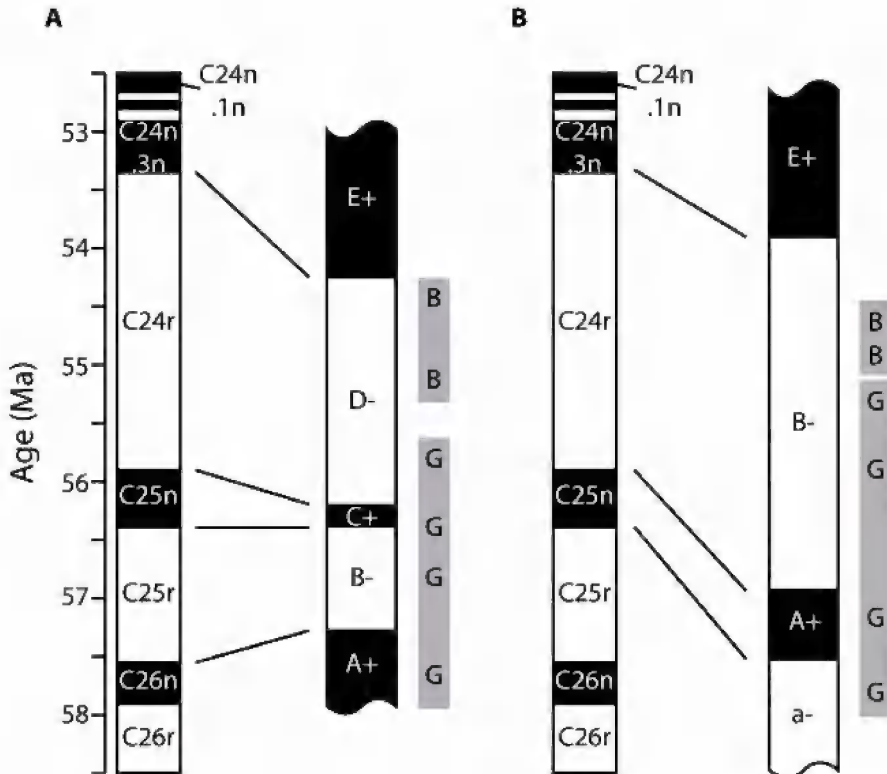 A
C24n
.1n
53
C24n
.3n
E+
54
B
C24r
55
B
D-
Age (Ma)
G
56
C25n
C+
G
B-
G
57
C25r
A+
G
C26n
58
C26r
B
C24n
.1n
C24n
.3n
E+
B
C24r
B
G
B-
G
C25n
A+
G
C25r
G
C26n
a-
C26r